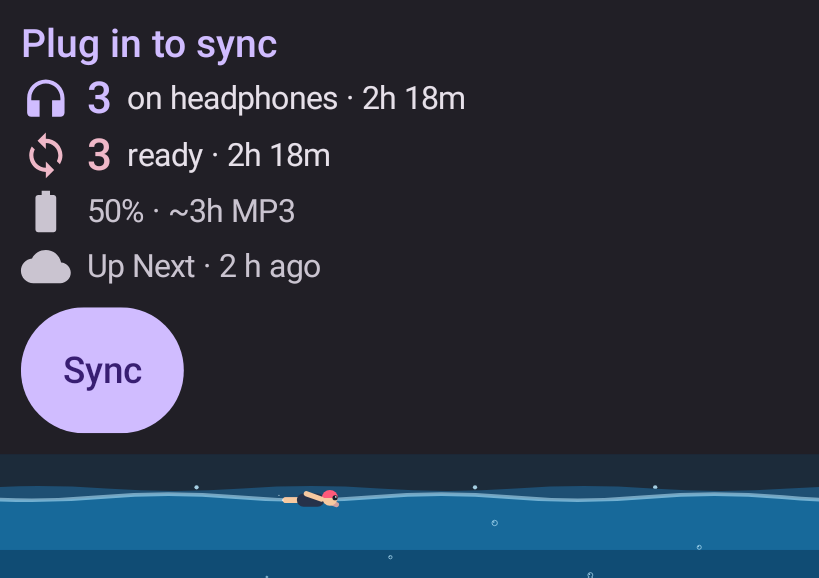 Plug in to sync
3 on headphones · 2h 18m
3 ready · 2h 18m
50% · ~3h MP3
Up Next · 2 h ago
Sync